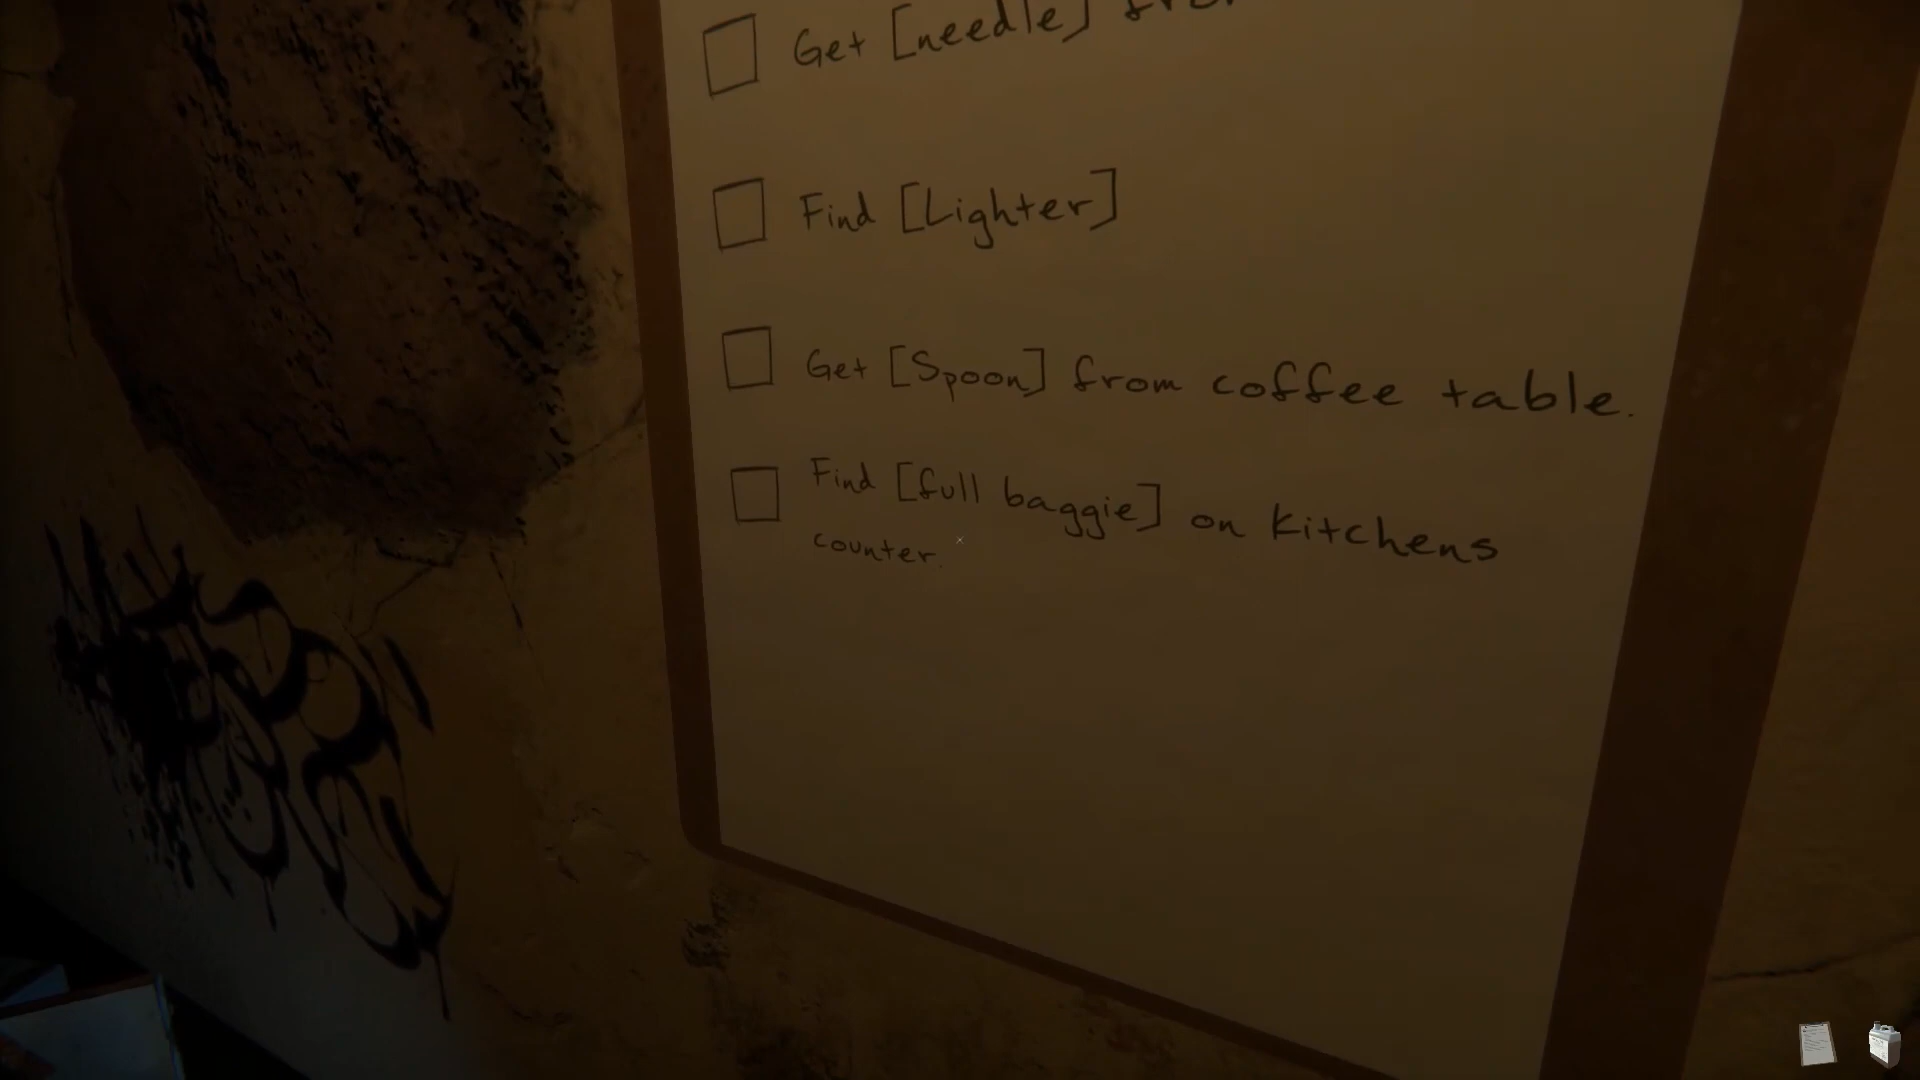 Get [needle]
Find [Lighter]
Get [Spoon] from coffee table.
Find [full baggie] on Kitchens
counter.